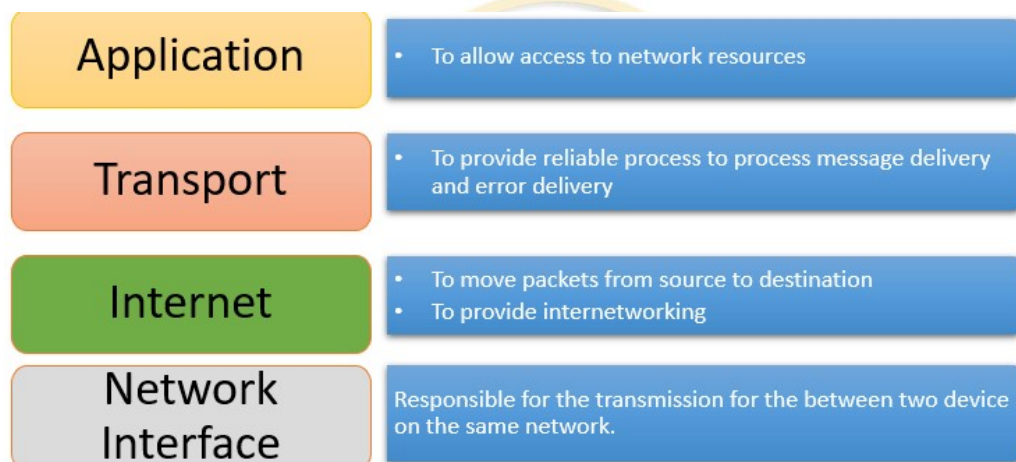 Application
• To allow access to network resources
Transport
• To provide reliable process to process message delivery
and error delivery
Internet
• To move packets from source to destination
• To provide internetworking
Network
Interface
Responsible for the transmission for the between two device
on the same network.